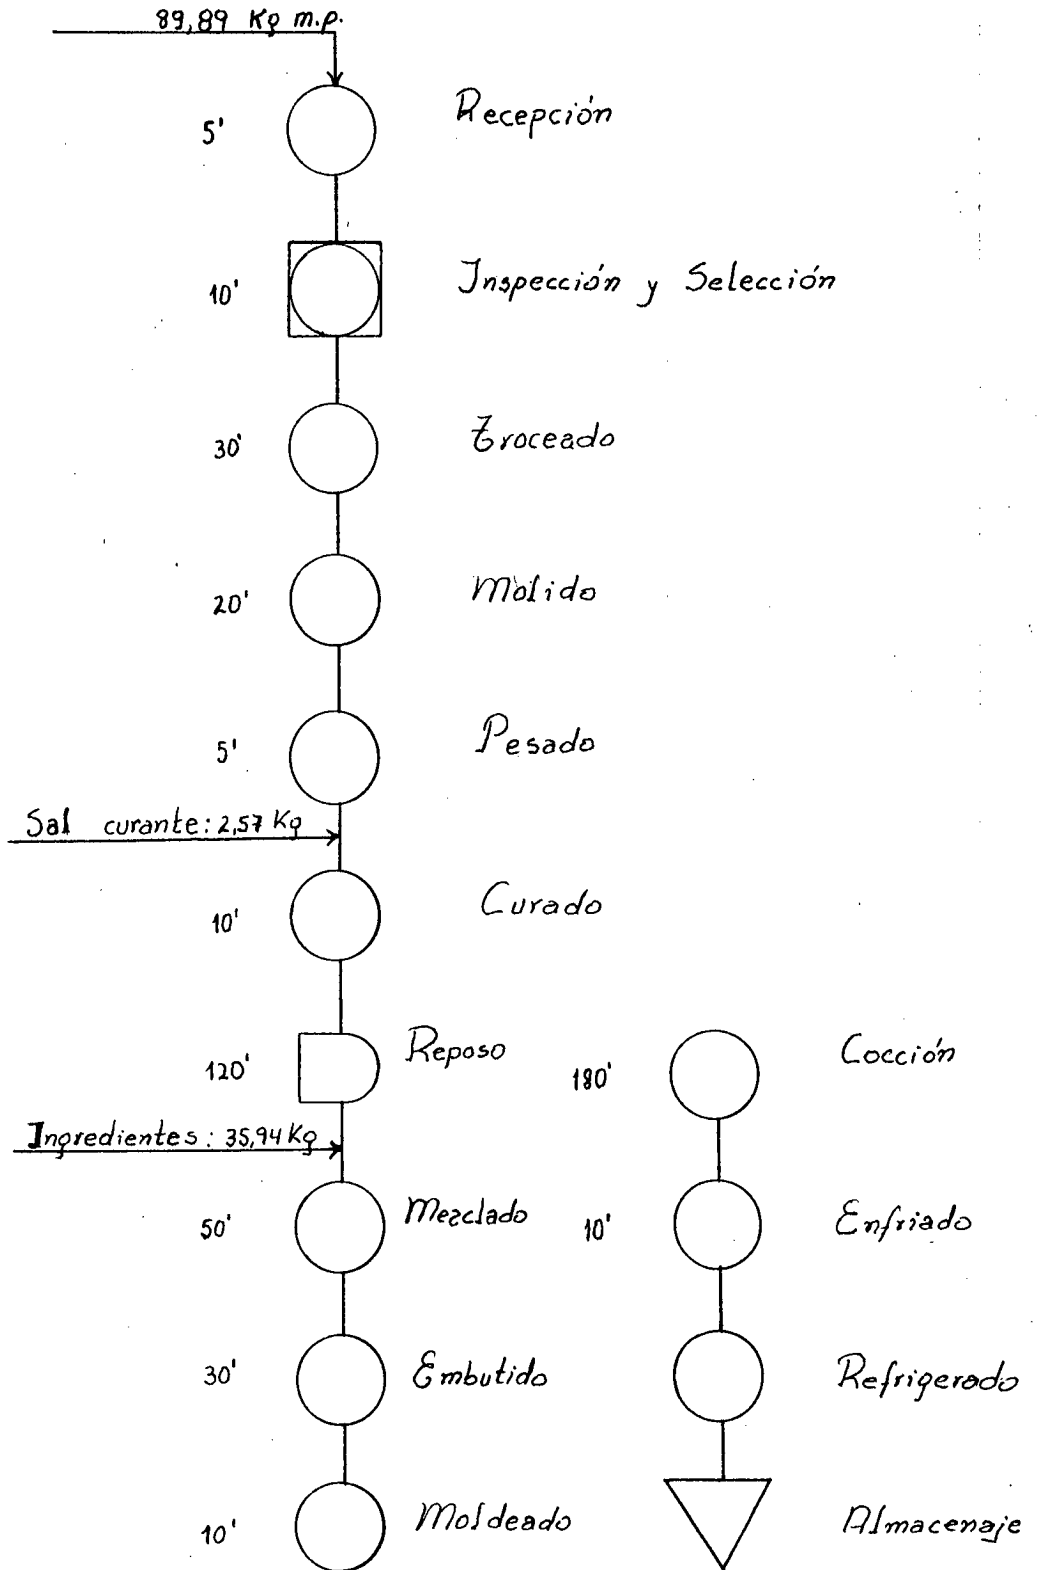 89,89 Kg m.p.
5' Recepción
10' Inspección y Selección
30' Troceado
20' Molido
5' Pesado
Sal curante: 2,57 Kg
10' Curado
120' Reposo
Ingredientes: 35,94 Kg
50' Mezclado
30' Embutido
10' Moldeado
180' Cocción
10' Enfriado
Refrigerado
Almacenaje